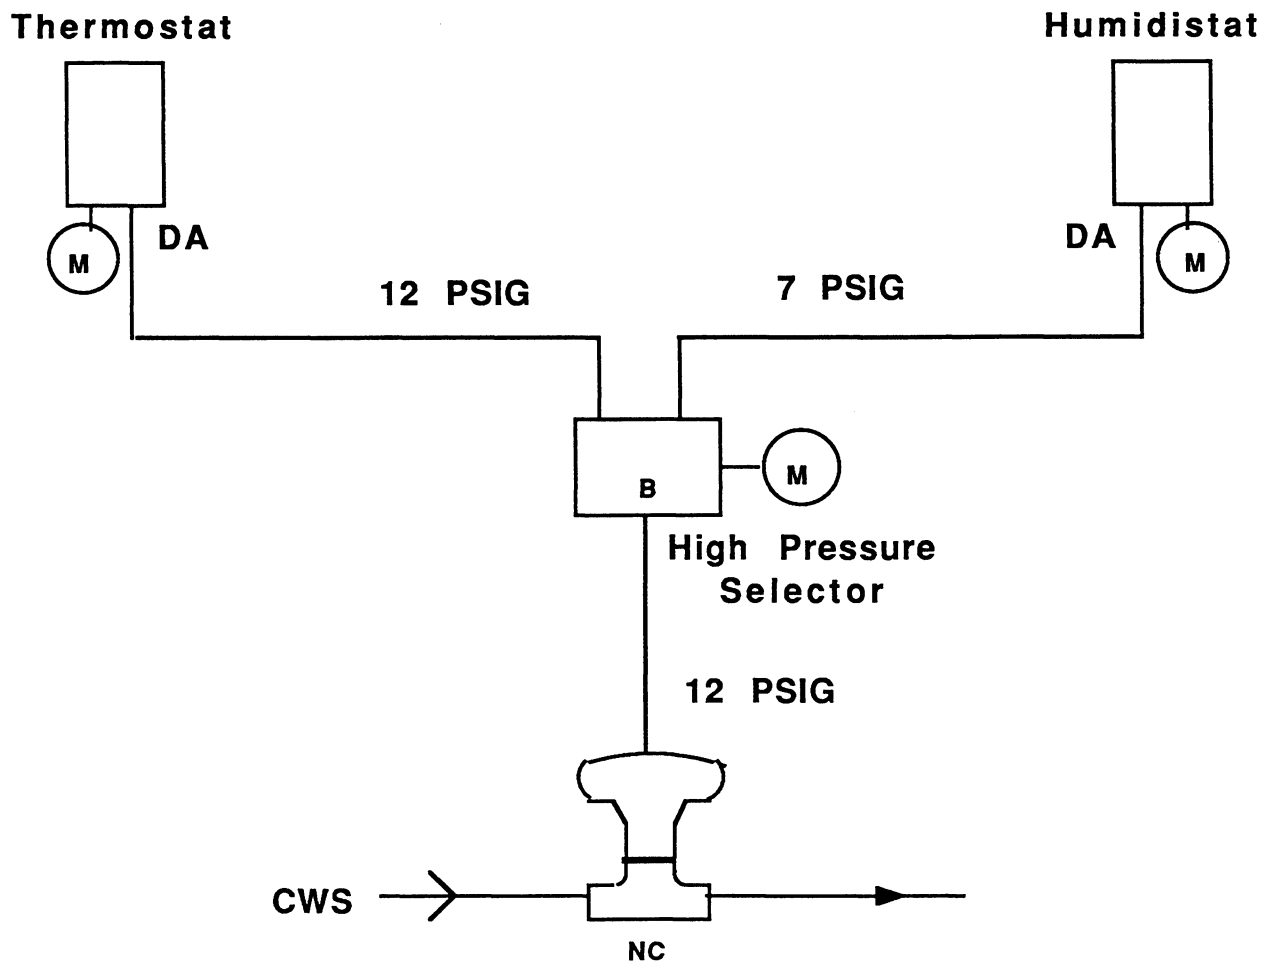 Thermostat
Humidistat
DA
DA
M
M
12 PSIG
7 PSIG
B
M
High Pressure
Selector
12 PSIG
CWS
NC